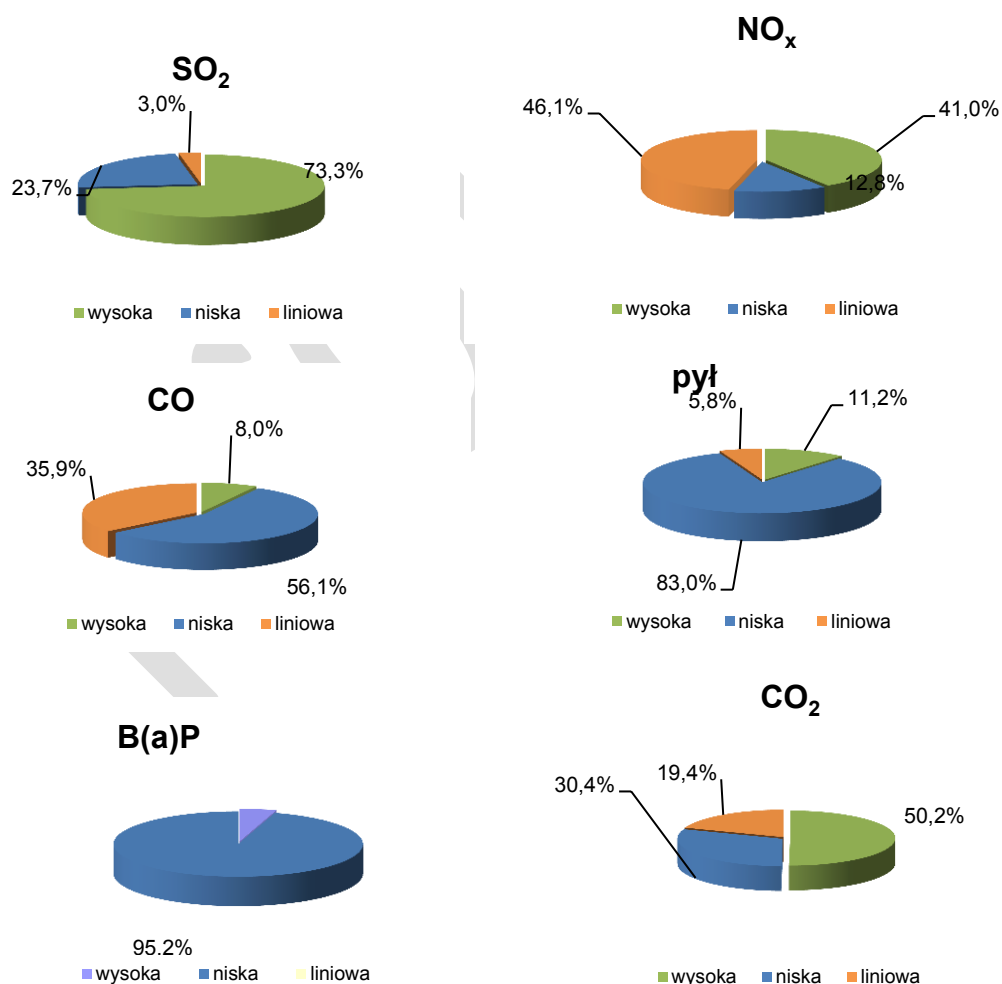 SO2
3,0%
23,7%
73,3%
wysoka niska liniowa
NOx
46,1%
41,0%
12,8%
wysoka niska liniowa
CO
8,0%
35,9%
56,1%
wysoka niska liniowa
pył
5,8%
11,2%
83,0%
wysoka niska liniowa
B(a)P
95.2%
wysoka niska liniowa
CO2
19,4%
30,4%
50,2%
wysoka niska liniowa